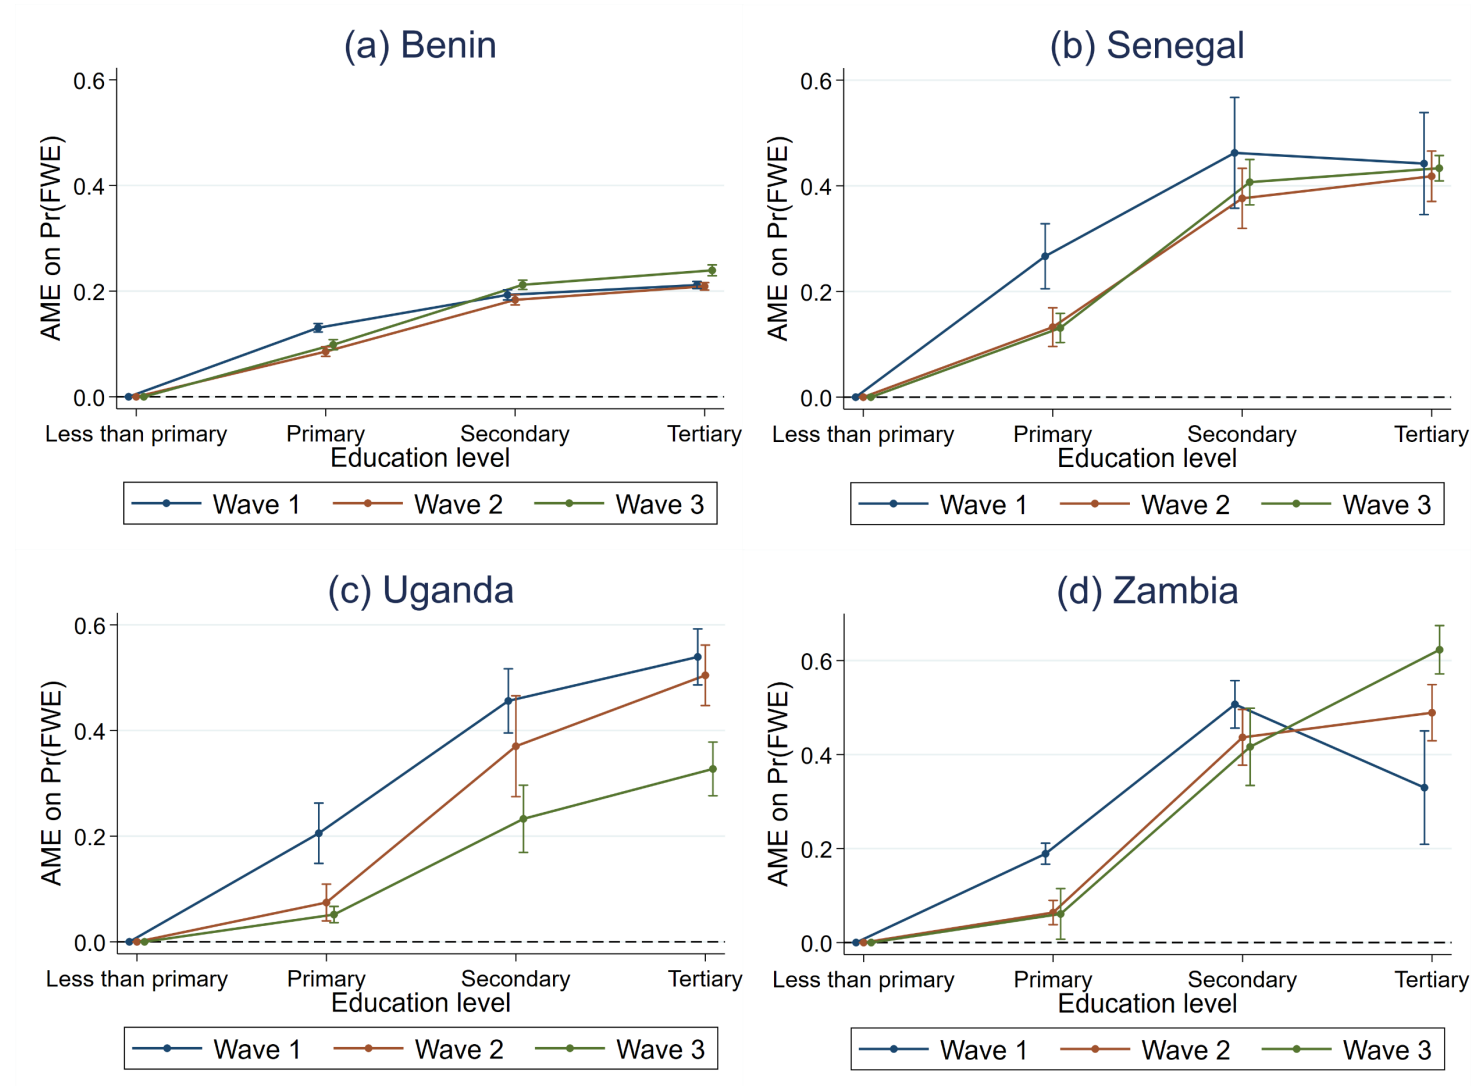 (a) Benin
AME on Pr(FWE)
0.6
0.4
0.2
0.0
Less than primary Primary Secondary Tertiary
Education level
Wave 1 Wave 2 Wave 3
(b) Senegal
AME on Pr(FWE)
0.6
0.4
0.2
0.0
Less than primary Primary Secondary Tertiary
Education level
Wave 1 Wave 2 Wave 3
(c) Uganda
AME on Pr(FWE)
0.6
0.4
0.2
0.0
Less than primary Primary Secondary Tertiary
Education level
Wave 1 Wave 2 Wave 3
(d) Zambia
AME on Pr(FWE)
0.6
0.4
0.2
0.0
Less than primary Primary Secondary Tertiary
Education level
Wave 1 Wave 2 Wave 3